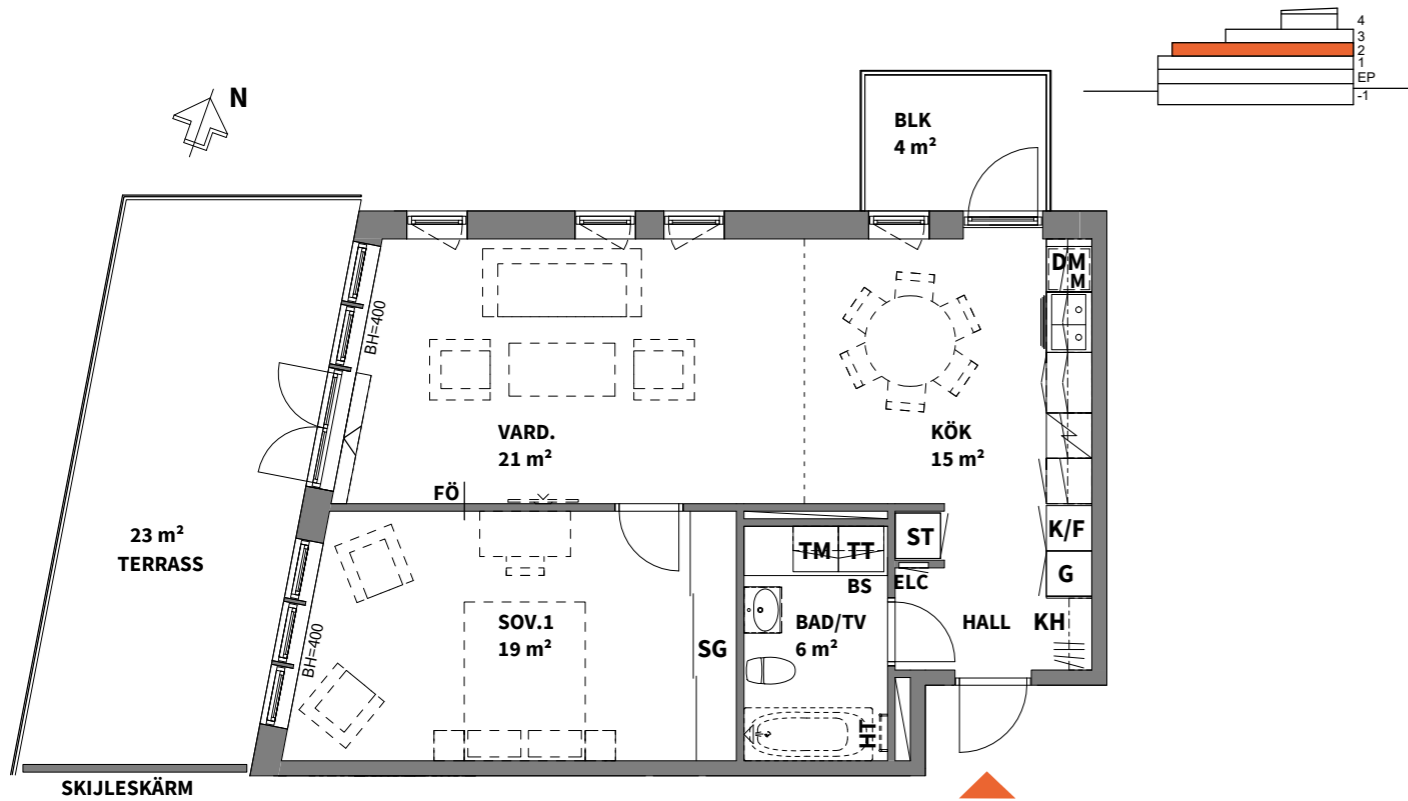 4
3
2
1
EP
-1
N
BLK
4 m²
DM
M
BH=400
VARD.
21 m²
KÖK
15 m²
FÖ
23 m²
TERRASS
TM
TT
ST
K/F
BS
ELC
G
SOV.1
19 m²
SG
BAD/TV
6 m²
HALL
KH
BH=400
HT
SKIJLESKÄRM